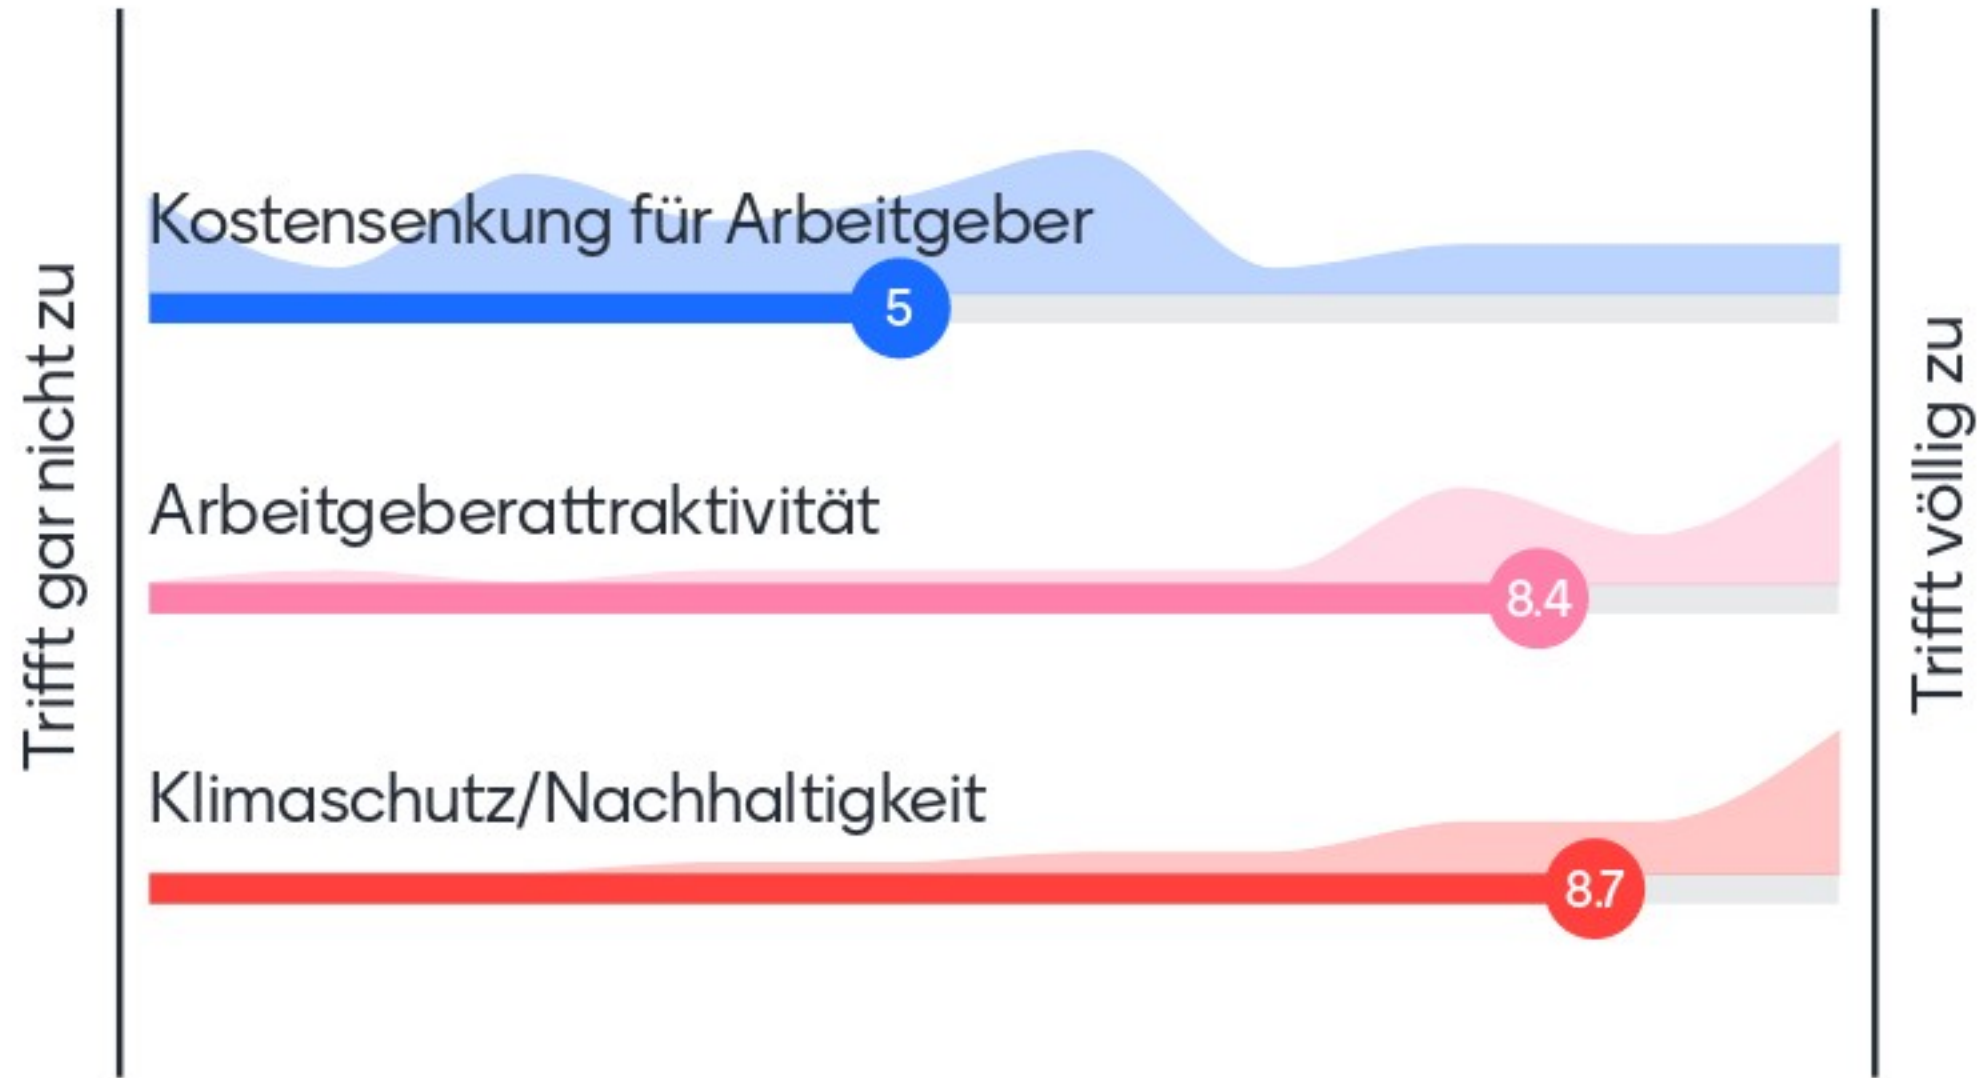 Trifft gar nicht zu
Kostensenkung für Arbeitgeber
5
Arbeitgeberattraktivität
8.4
Klimaschutz/Nachhaltigkeit
8.7
Trifft völlig zu